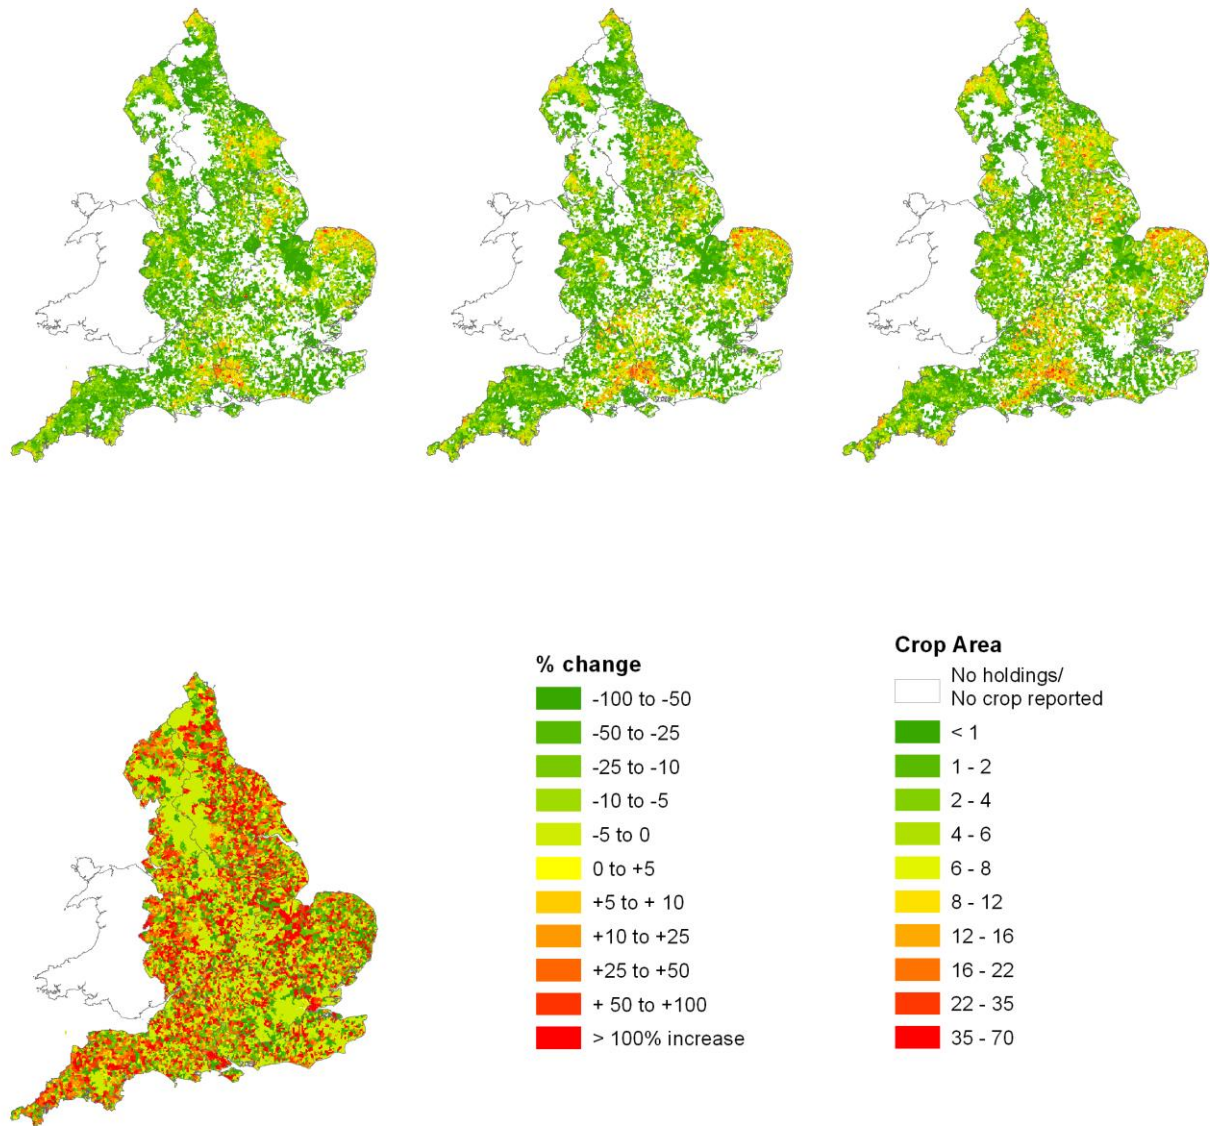 % change
-100 to -50
-50 to -25
-25 to -10
-10 to -5
-5 to 0
0 to +5
+5 to + 10
+10 to +25
+25 to +50
+ 50 to +100
> 100% increase
Crop Area
No holdings/
No crop reported
< 1
1 - 2
2 - 4
4 - 6
6 - 8
8 - 12
12 - 16
16 - 22
22 - 35
35 - 70